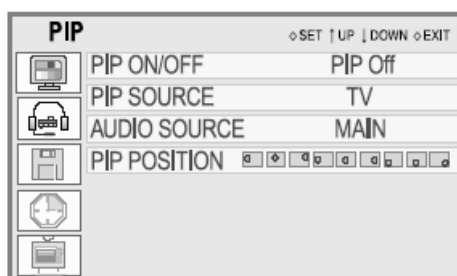 PIP
◇SET ↑UP ↓DOWN ◇EXIT
PIP ON/OFF PIP Off
PIP SOURCE TV
AUDIO SOURCE MAIN
PIP POSITION